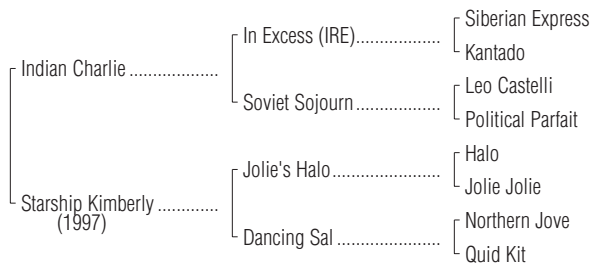 Siberian Express
In Excess (IRE)..................
Kantado
Indian Charlie ...................
Leo Castelli
Soviet Sojourn ..................
Political Parfait
Halo
Jolie's Halo.......................
Jolie Jolie
Starship Kimberly .............
(1997)
Northern Jove
Dancing Sal ......................
Quid Kit